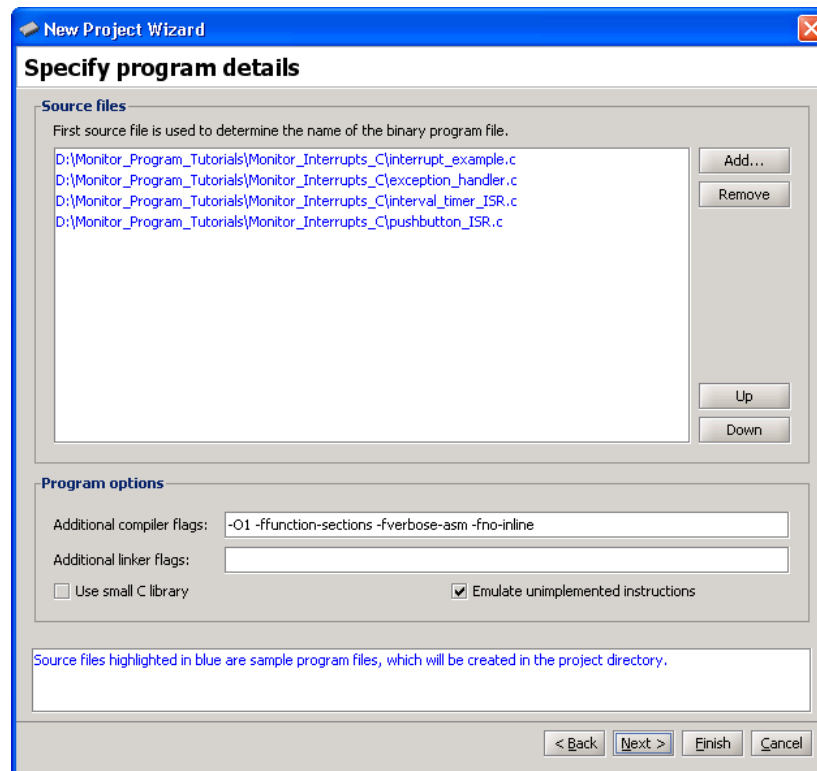 New Project Wizard
Specify program details
Source files
First source file is used to determine the name of the binary program file.
D:\Monitor_Program_Tutorials\Monitor_Interrupts_C\interrupt_example.c
D:\Monitor_Program_Tutorials\Monitor_Interrupts_C\exception_handler.c
D:\Monitor_Program_Tutorials\Monitor_Interrupts_C\interval_timer_ISR.c
D:\Monitor_Program_Tutorials\Monitor_Interrupts_C\pushbutton_ISR.c
Add...
Remove
Up
Down
Program options
Additional compiler flags: -O1 -ffunction-sections -fverbose-asm -fno-inline
Additional linker flags:
Use small C library Emulate unimplemented instructions
Source files highlighted in blue are sample program files, which will be created in the project directory.
< Back Next > Finish Cancel